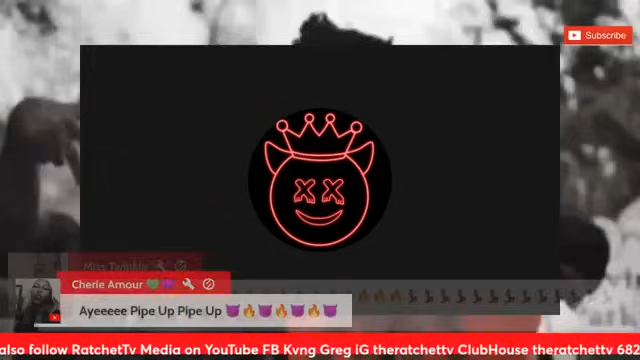 Subscribe
Miss Tanisha
Cherie Amour 💚💜
Ayeeeee Pipe Up Pipe Up 😈🔥😈🔥😈🔥😈
also follow RatchetTv Media on YouTube FB Kvng Greg iG theratchettv ClubHouse theratchettv 682